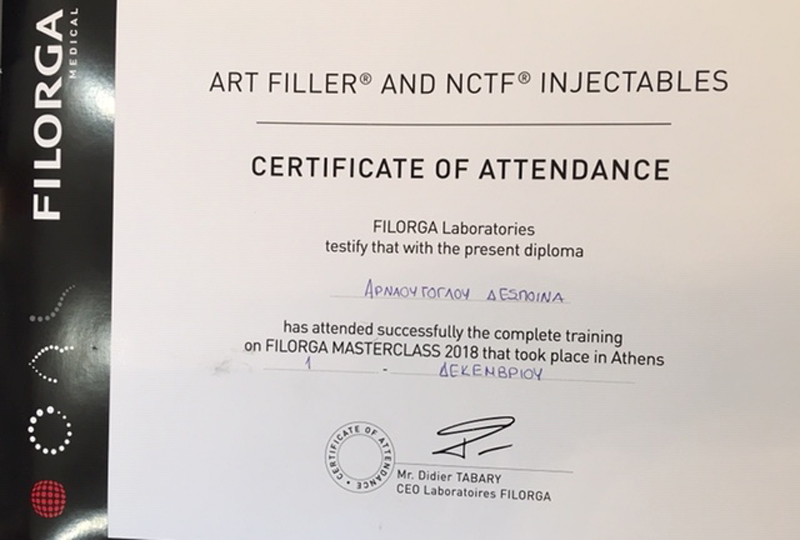 FILORGA
MEDICAL
ART FILLER® AND NCTF® INJECTABLES
CERTIFICATE OF ATTENDANCE
FILORGA Laboratories
testify that with the present diploma
ΑΡΝΑΟΥΤΟΓΛΟΥ ΔΕΣΠΟΙΝΑ
has attended successfully the complete training
on FILORGA MASTERCLASS 2018 that took place in Athens
1 - ΔΕΚΕΜΒΡΙΟΥ
CERTIFICATE OF ATTENDANCE •
Mr. Didier TABARY
CEO Laboratoires FILORGA